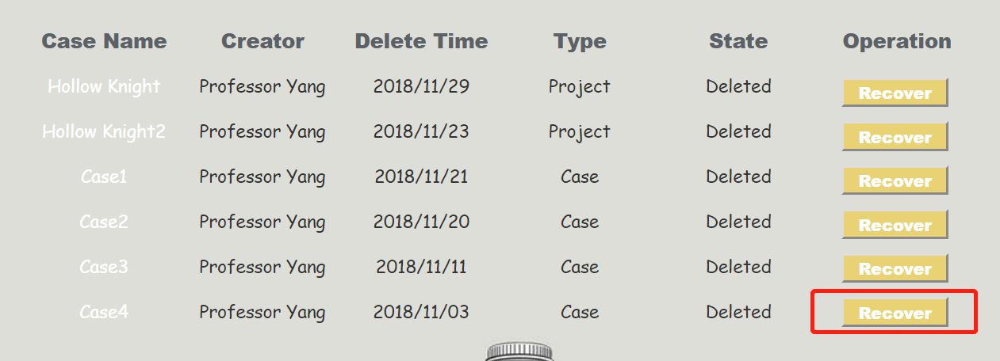 Case Name Creator Delete Time Type State Operation
Hollow Knight Professor Yang 2018/11/29 Project Deleted Recover
Hollow Knight2 Professor Yang 2018/11/23 Project Deleted Recover
Case1 Professor Yang 2018/11/21 Case Deleted Recover
Case2 Professor Yang 2018/11/20 Case Deleted Recover
Case3 Professor Yang 2018/11/11 Case Deleted Recover
Case4 Professor Yang 2018/11/03 Case Deleted Recover